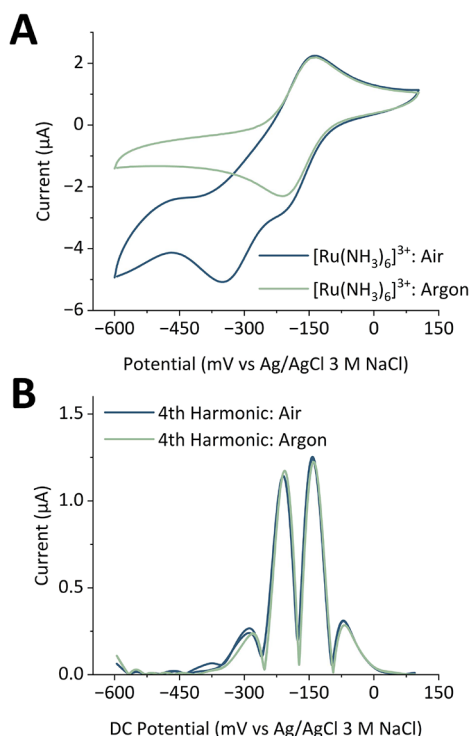 A
2
0
−2
−4
−6
Current (µA)
[Ru(NH3)6]3+: Air
[Ru(NH3)6]3+: Argon
−600 −450 −300 −150 0 150
Potential (mV vs Ag/AgCl 3 M NaCl)
B
1.5
1.0
0.5
0.0
Current (µA)
4th Harmonic: Air
4th Harmonic: Argon
−600 −450 −300 −150 0 150
DC Potential (mV vs Ag/AgCl 3 M NaCl)